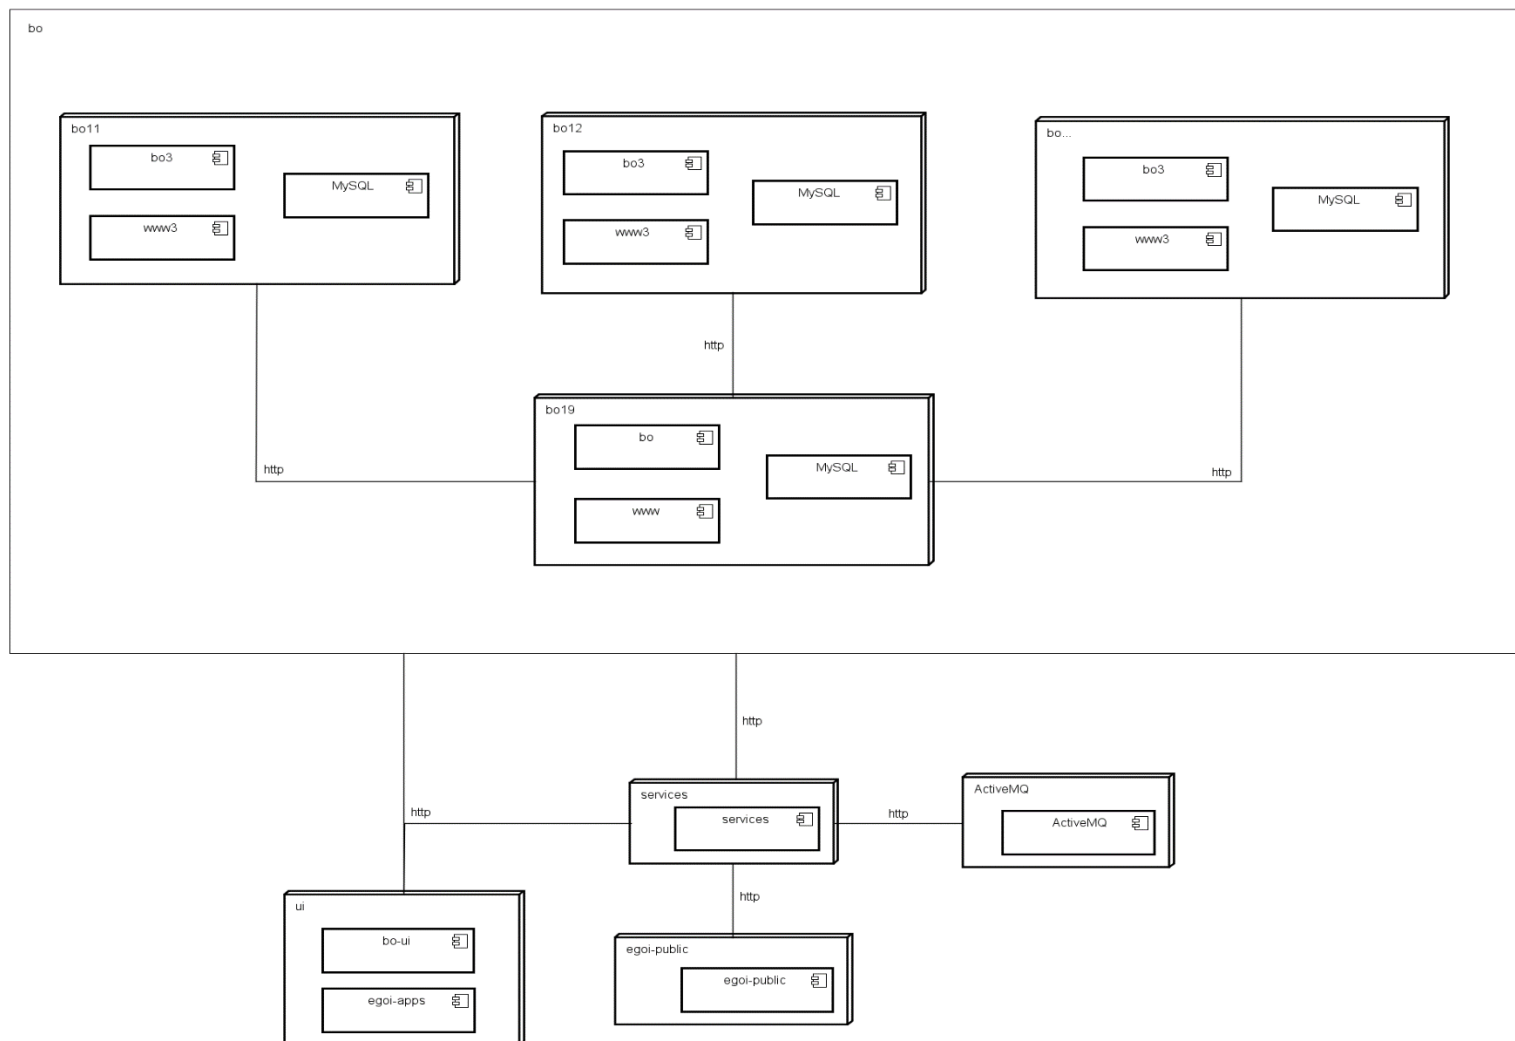 bo
bo11
bo3
MySQL
www3
bo12
bo3
MySQL
www3
bo...
bo3
MySQL
www3
http
http
http
bo19
bo
MySQL
www
http
http
http
http
services
services
ActiveMQ
ActiveMQ
ui
bo-ui
egoi-apps
egoi-public
egoi-public